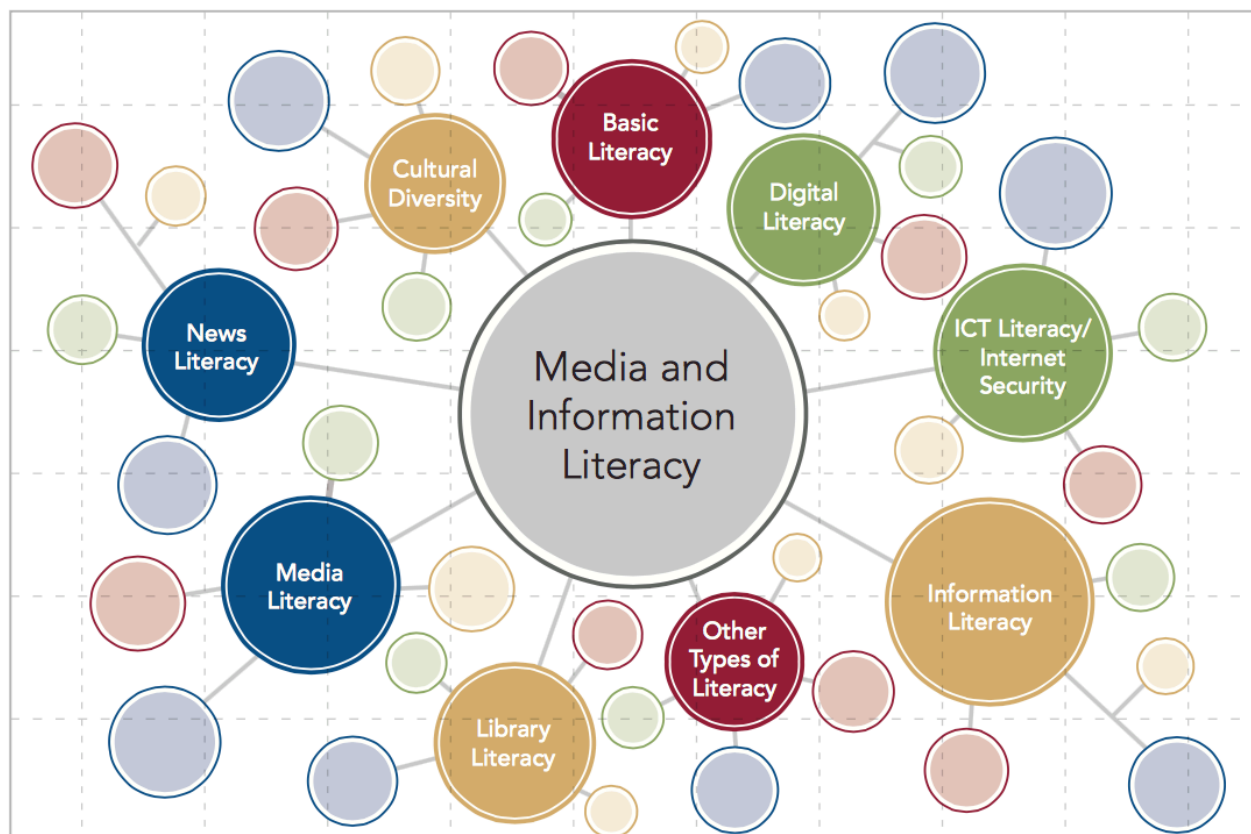 Basic
Literacy
Cultural
Diversity
Digital
Literacy
News
Literacy
ICT Literacy/
Internet
Security
Media and
Information
Literacy
Media
Literacy
Information
Literacy
Other
Types of
Literacy
Library
Literacy